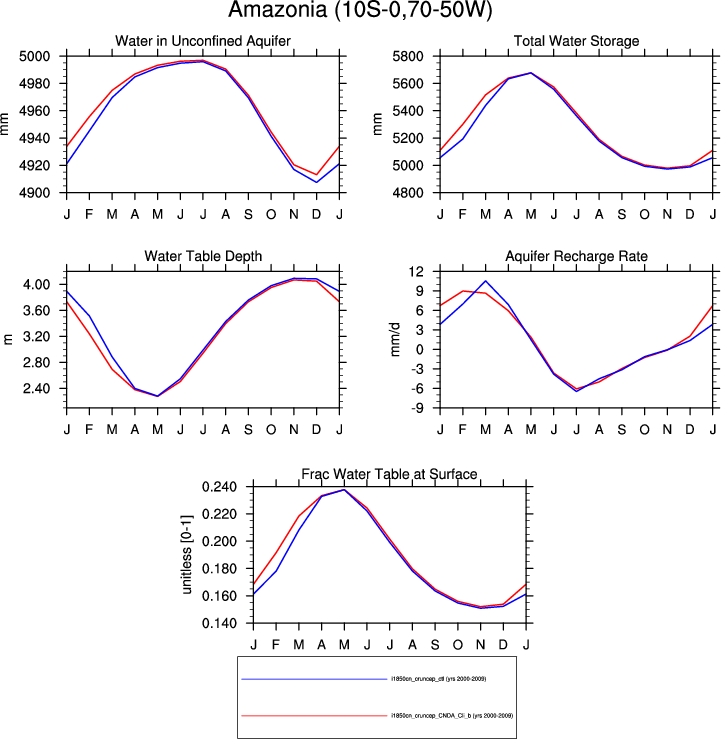 Amazonia (10S-0,70-50W)
Water in Unconfined Aquifer
mm
5000
4980
4960
4940
4920
4900
J F M A M J J A S O N D J
Total Water Storage
mm
5800
5600
5400
5200
5000
4800
J F M A M J J A S O N D J
Water Table Depth
m
4.00
3.60
3.20
2.80
2.40
J F M A M J J A S O N D J
Aquifer Recharge Rate
mm/d
12
9
6
3
0
-3
-6
-9
J F M A M J J A S O N D J
Frac Water Table at Surface
unitless [0-1]
0.240
0.220
0.200
0.180
0.160
0.140
J F M A M J J A S O N D J
i1850cn_cruncep_ctl (yrs 2000-2009)
i1850cn_cruncep_CNDA_Cli_b (yrs 2000-2009)